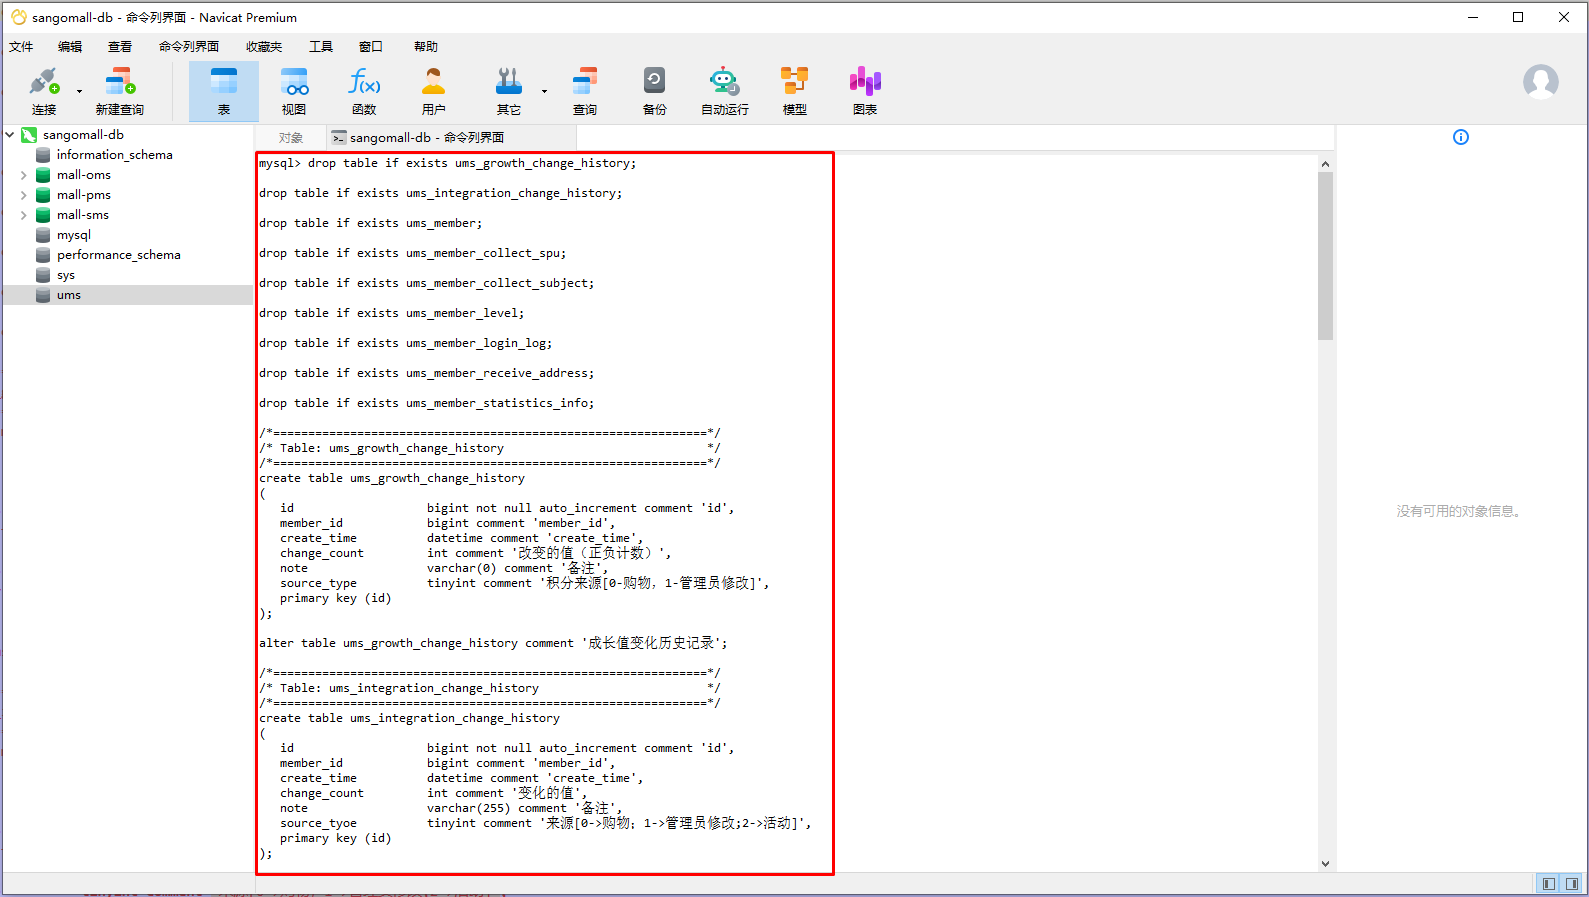 sangomall-db - 命令列界面 - Navicat Premium
文件 编辑 查看 命令列界面 收藏夹 工具 窗口 帮助
连接 新建查询 表 视图 函数 用户 其它 查询 备份 自动运行 模型 图表
sangomall-db
information_schema
mall-oms
mall-pms
mall-sms
mysql
performance_schema
sys
ums
对象 sangomall-db - 命令列界面
mysql> drop table if exists ums_growth_change_history;
drop table if exists ums_integration_change_history;
drop table if exists ums_member;
drop table if exists ums_member_collect_spu;
drop table if exists ums_member_collect_subject;
drop table if exists ums_member_level;
drop table if exists ums_member_login_log;
drop table if exists ums_member_receive_address;
drop table if exists ums_member_statistics_info;
/*==============================================================*/
/* Table: ums_growth_change_history                             */
/*==============================================================*/
create table ums_growth_change_history
(
   id                   bigint not null auto_increment comment 'id',
   member_id            bigint comment 'member_id',
   create_time          datetime comment 'create_time',
   change_count         int comment '改变的值（正负计数）',
   note                 varchar(0) comment '备注',
   source_type          tinyint comment '积分来源[0-购物，1-管理员修改]',
   primary key (id)
);
alter table ums_growth_change_history comment '成长值变化历史记录';
/*==============================================================*/
/* Table: ums_integration_change_history                        */
/*==============================================================*/
create table ums_integration_change_history
(
   id                   bigint not null auto_increment comment 'id',
   member_id            bigint comment 'member_id',
   create_time          datetime comment 'create_time',
   change_count         int comment '变化的值',
   note                 varchar(255) comment '备注',
   source_tyoe          tinyint comment '来源[0->购物；1->管理员修改;2->活动]',
   primary key (id)
);
没有可用的对象信息。